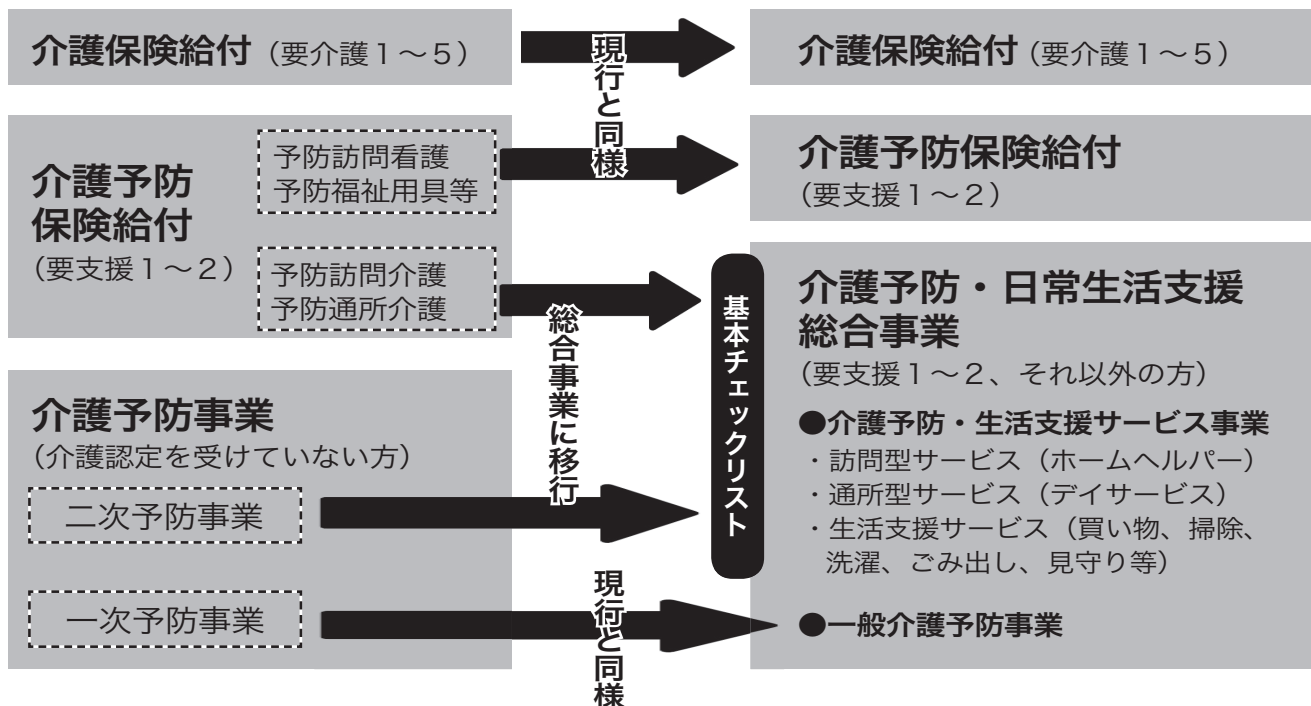 介護保険給付（要介護１～５）
現行と同様
介護保険給付（要介護１～５）
介護予防
保険給付
（要支援１～２）
予防訪問看護
予防福祉用具等
予防訪問介護
予防通所介護
介護予防保険給付
（要支援１～２）
総合事業に移行
基本チェックリスト
介護予防・日常生活支援
総合事業
（要支援１～２、それ以外の方）
●介護予防・生活支援サービス事業
・訪問型サービス（ホームヘルパー）
・通所型サービス（デイサービス）
・生活支援サービス（買い物、掃除、
洗濯、ごみ出し、見守り等）
●一般介護予防事業
介護予防事業
（介護認定を受けていない方）
二次予防事業
一次予防事業
現行と同様